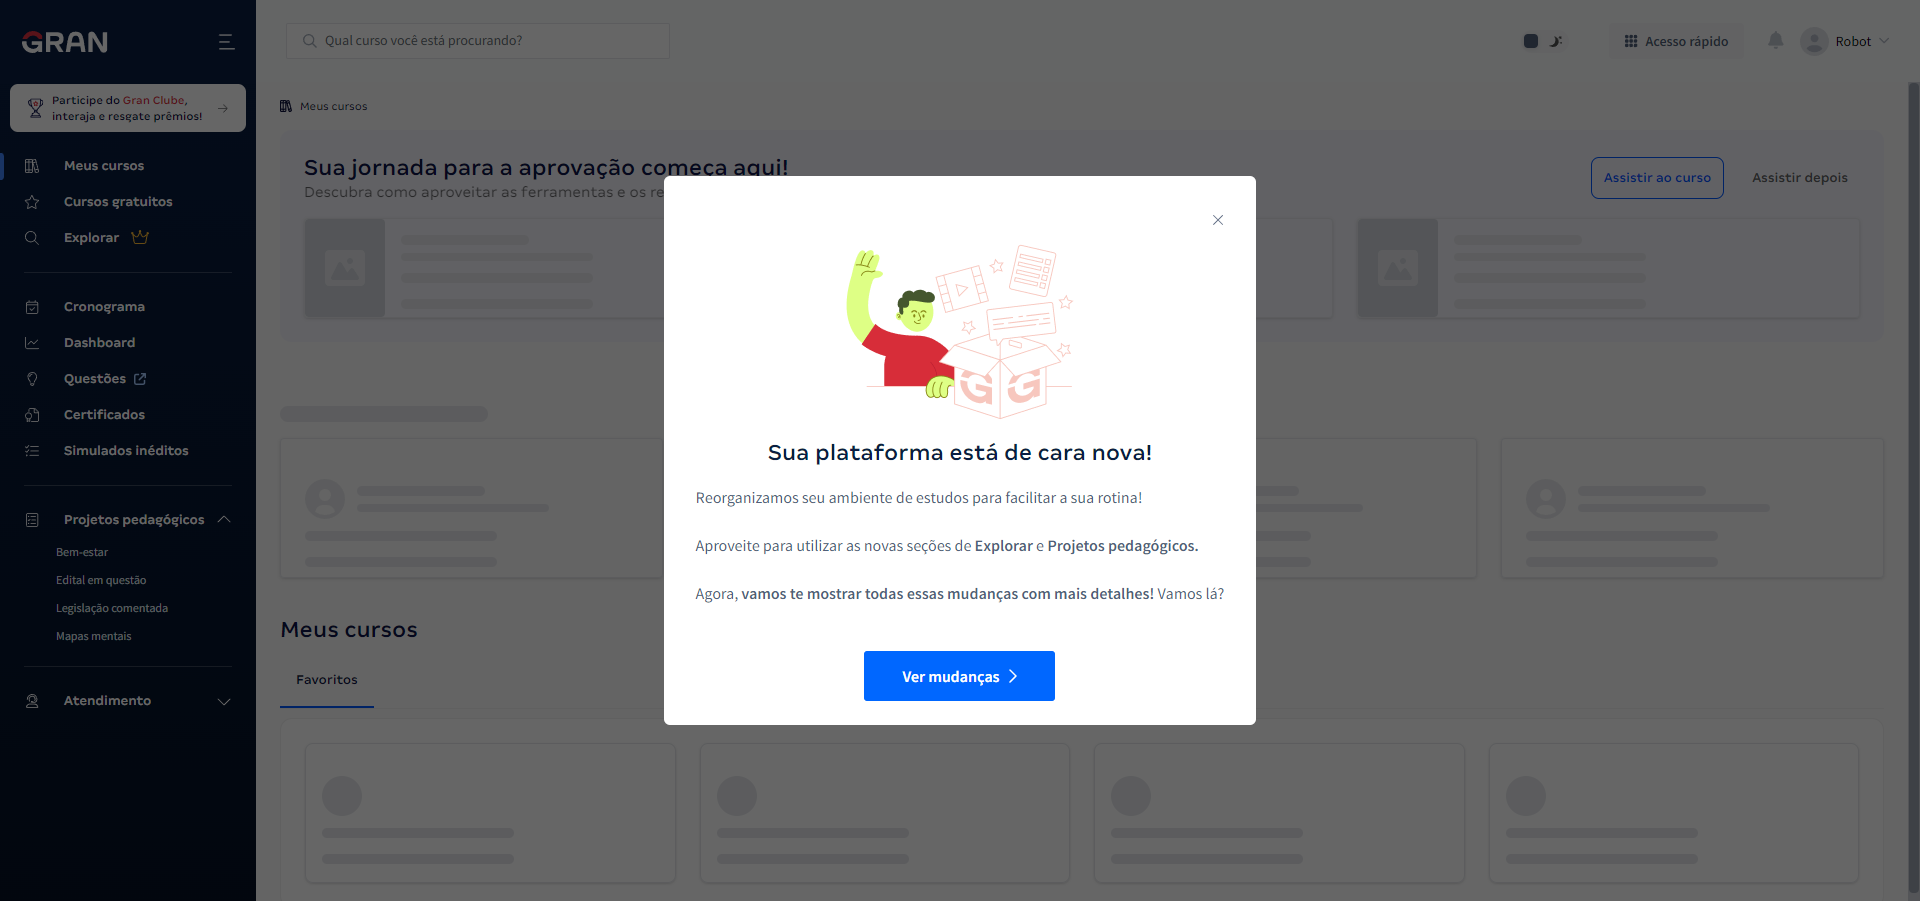 GRAN
Qual curso você está procurando?
Acesso rápido
Robot
Participe do Gran Clube,
interaja e resgate prêmios!
Meus cursos
Cursos gratuitos
Explorar
Cronograma
Dashboard
Questões
Certificados
Simulados inéditos
Projetos pedagógicos
Bem-estar
Edital em questão
Legislação comentada
Mapas mentais
Atendimento
Meus cursos
Sua jornada para a aprovação começa aqui!
Descubra como aproveitar as ferramentas e os re
Assistir ao curso
Assistir depois
G G
Sua plataforma está de cara nova!
Reorganizamos seu ambiente de estudos para facilitar a sua rotina!
Aproveite para utilizar as novas seções de Explorar e Projetos pedagógicos.
Agora, vamos te mostrar todas essas mudanças com mais detalhes! Vamos lá?
Ver mudanças
Meus cursos
Favoritos